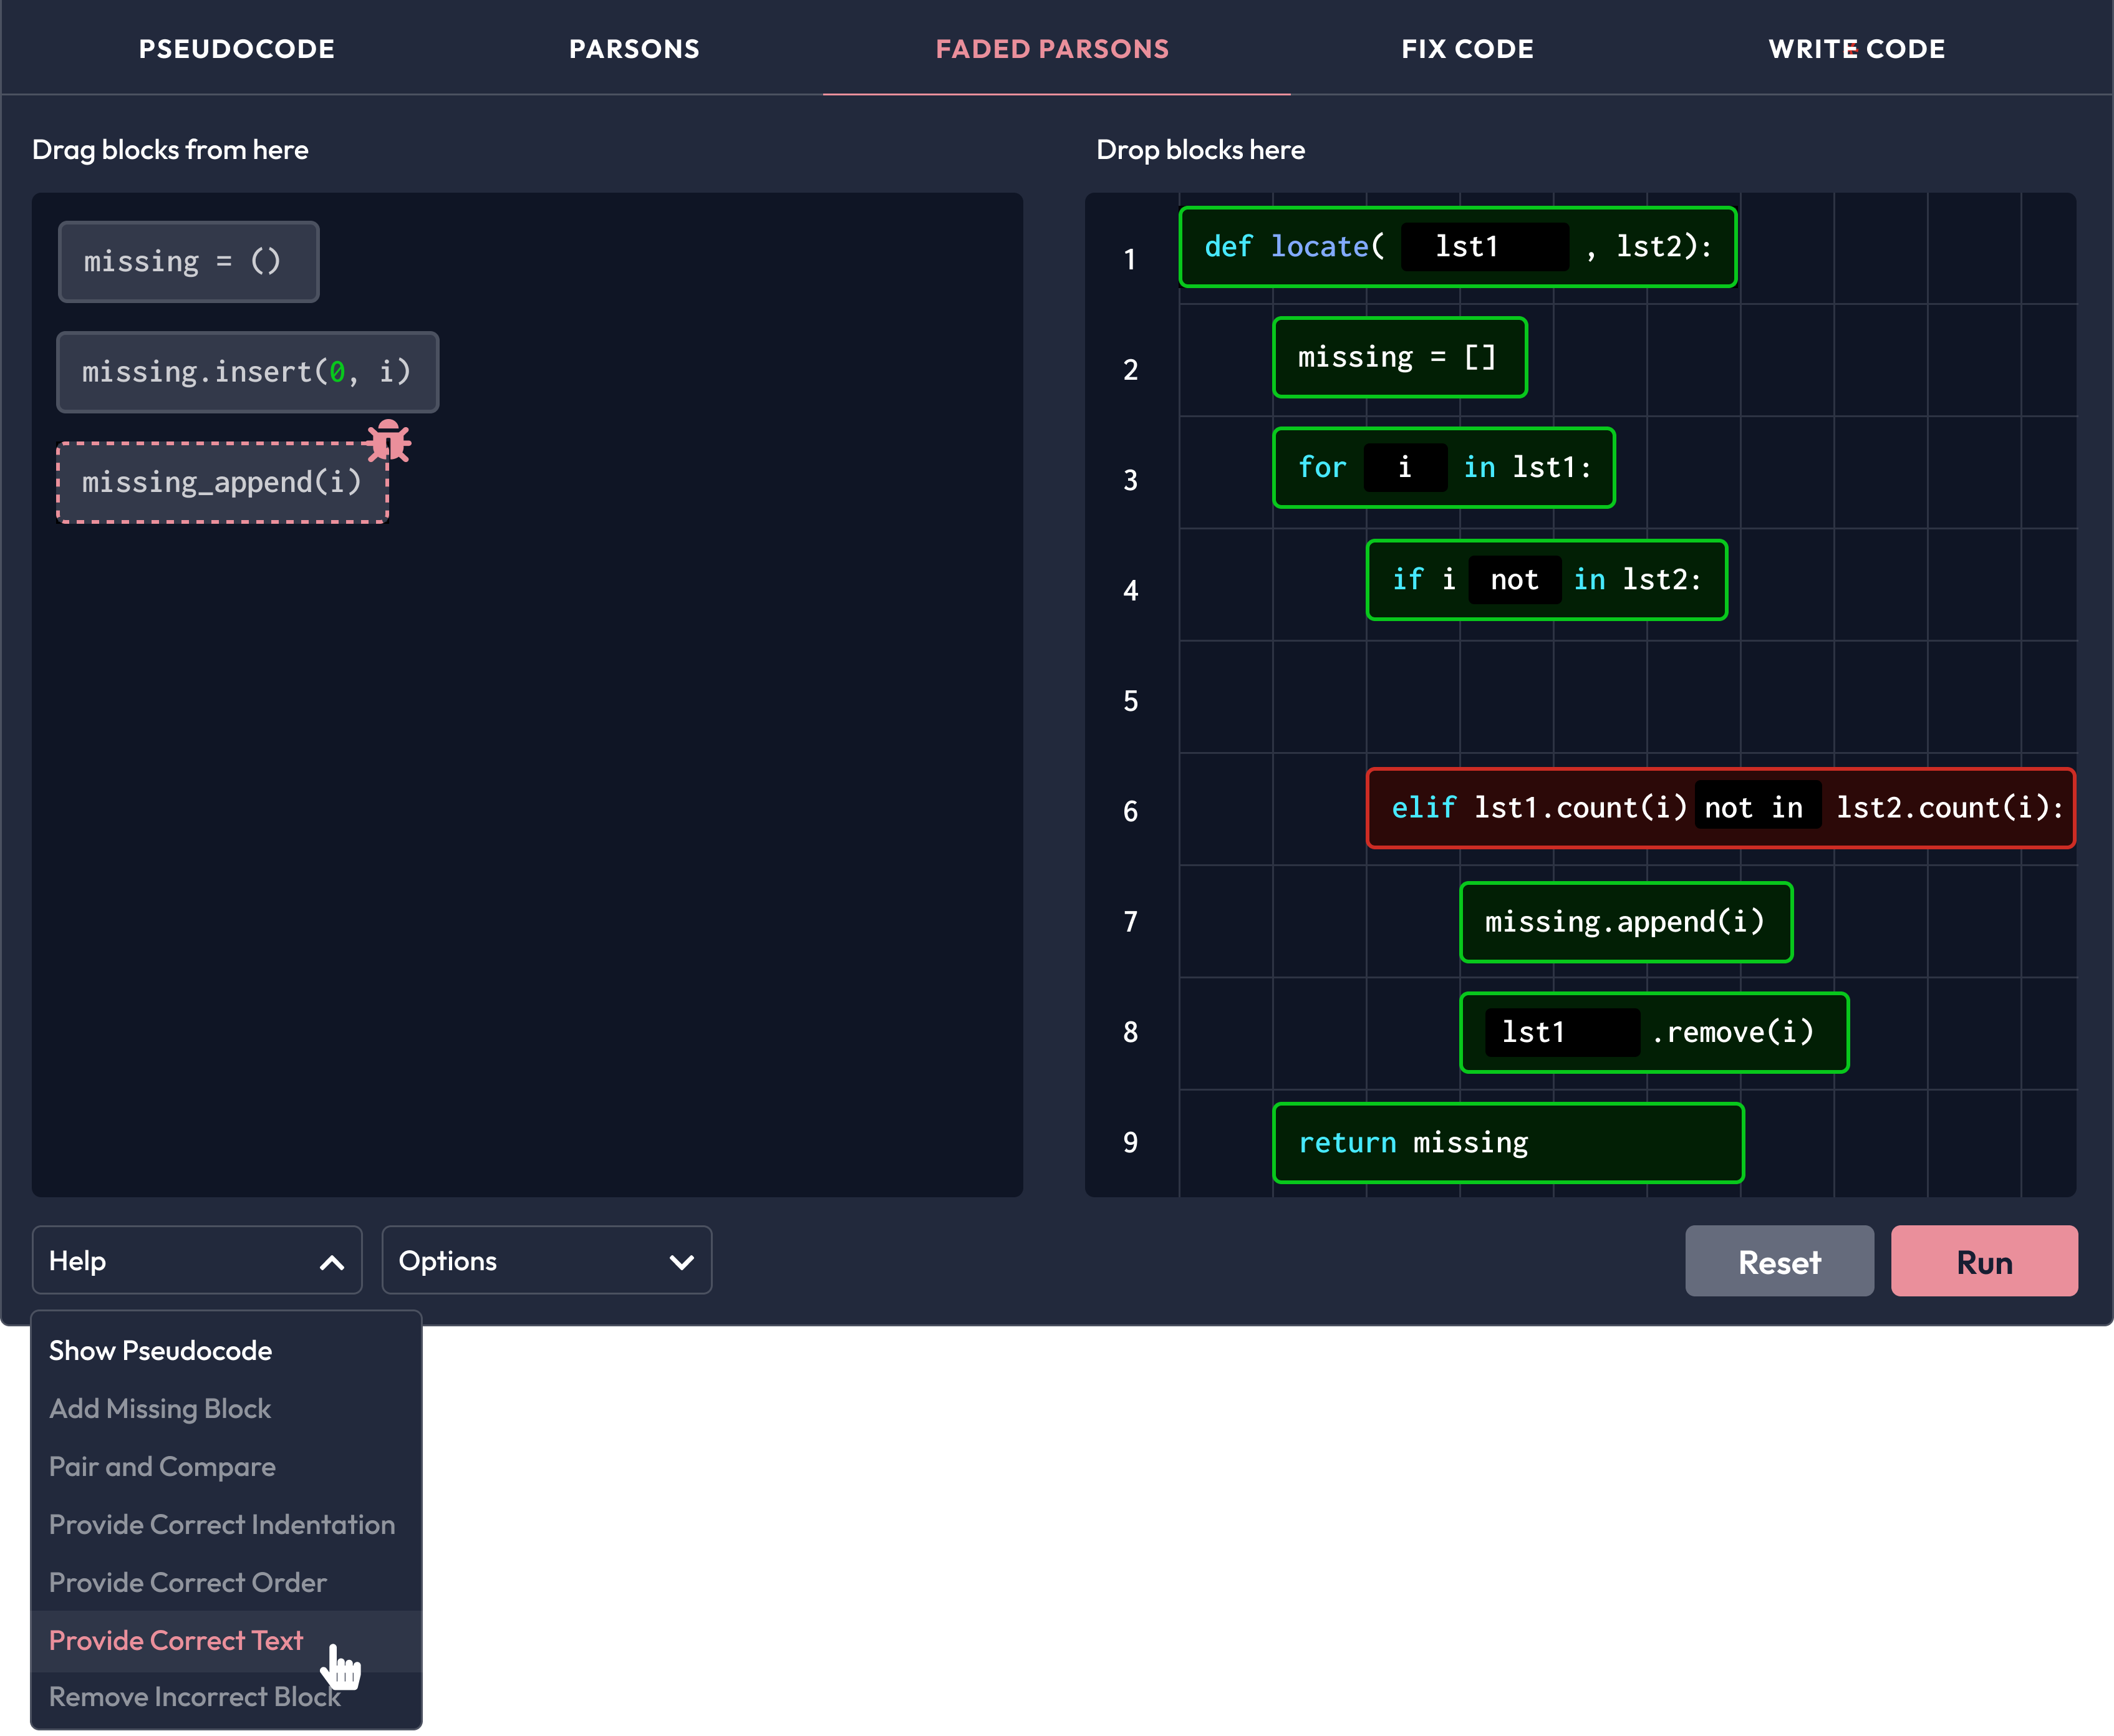 PSEUDOCODE PARSONS FADED PARSONS FIX CODE WRITE CODE
Drag blocks from here
missing = ()
missing.insert(0, i)
missing_append(i)
Drop blocks here
1 def locate( lst1 , lst2):
2 missing = []
3 for i in lst1:
4 if i not in lst2:
5
6 elif lst1.count(i) not in lst2.count(i):
7 missing.append(i)
8 lst1 .remove(i)
9 return missing
Help Options Reset Run
Show Pseudocode
Add Missing Block
Pair and Compare
Provide Correct Indentation
Provide Correct Order
Provide Correct Text
Remove Incorrect Block